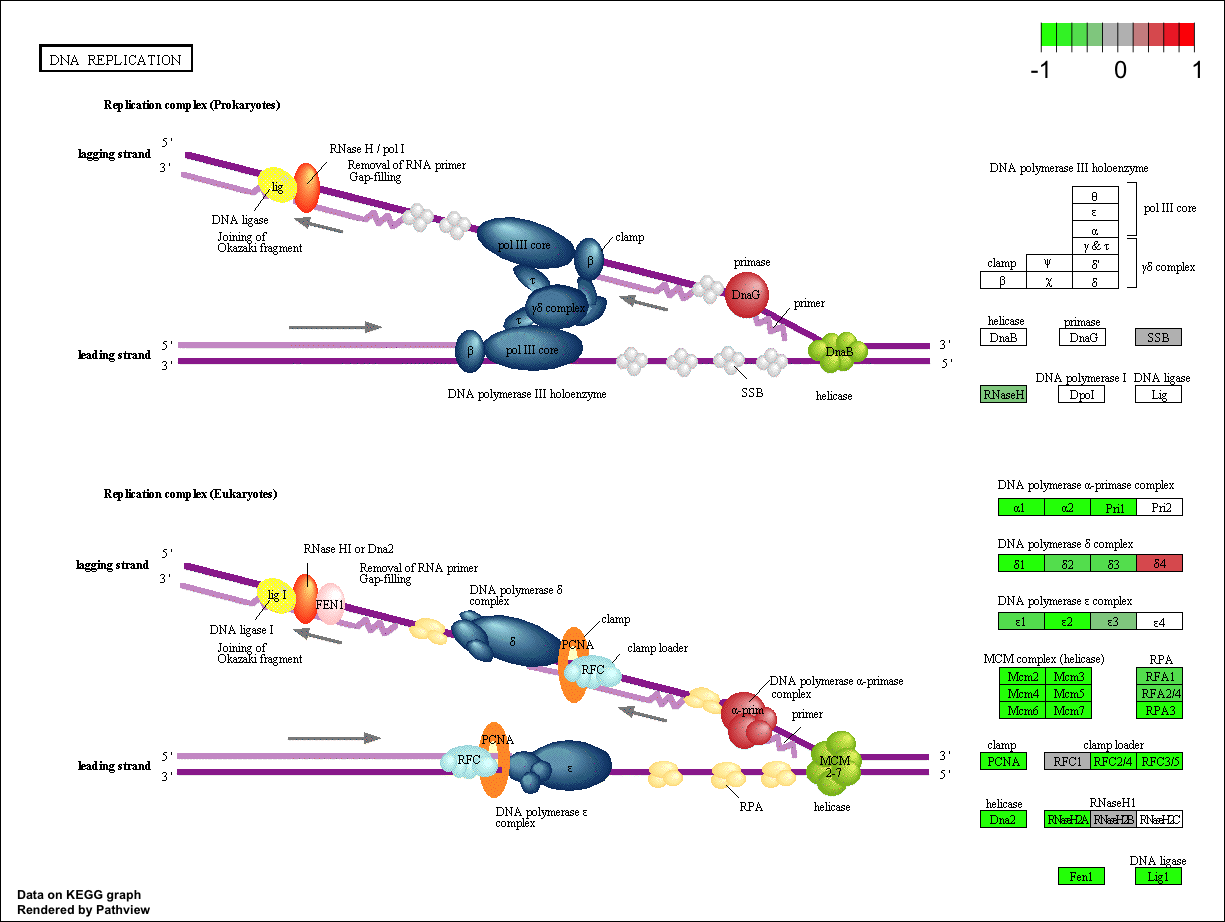 DNA REPLICATION
-1 0 1
Replication complex (Prokaryotes)
lagging strand
5'
3'
RNase H / pol I
Removal of RNA primer
Gap-filling
lig
DNA ligase
Joining of
Okazaki fragment
pol III core
clamp
β
τ
γδ complex
τ
primase
DnaG
primer
leading strand
5'
3'
β
pol III core
DnaB
3'
5'
DNA polymerase III holoenzyme
SSB
helicase
DNA polymerase III holoenzyme
θ
ε
α
pol III core
γ & τ
clamp ψ δ'
β χ δ
γδ complex
helicase primase
DnaB DnaG SSB
DNA polymerase I DNA ligase
RNaseH DpoI Lig
Replication complex (Eukaryotes)
lagging strand
5'
3'
RNase HI or Dna2
Removal of RNA primer
Gap-filling
lig I
FEN1
DNA ligase I
Joining of
Okazaki fragment
DNA polymerase δ
complex
δ
clamp
PCNA
clamp loader
RFC
DNA polymerase α-primase
complex
α-prim
primer
leading strand
5'
3'
PCNA
RFC
ε
MCM
2-7
3'
5'
DNA polymerase ε
complex
RPA
helicase
DNA polymerase α-primase complex
α1 α2 Pri1 Pri2
DNA polymerase δ complex
δ1 δ2 δ3 δ4
DNA polymerase ε complex
ε1 ε2 ε3 ε4
MCM complex (helicase) RPA
Mcm2 Mcm3 RFA1
Mcm4 Mcm5 RFA2/4
Mcm6 Mcm7 RPA3
clamp clamp loader
PCNA RFC1 RFC2/4 RFC3/5
helicase RNaseH1
Dna2 RNaseH2A RNaseH2B RNaseH2C
DNA ligase
Fen1 Lig1
Data on KEGG graph
Rendered by Pathview